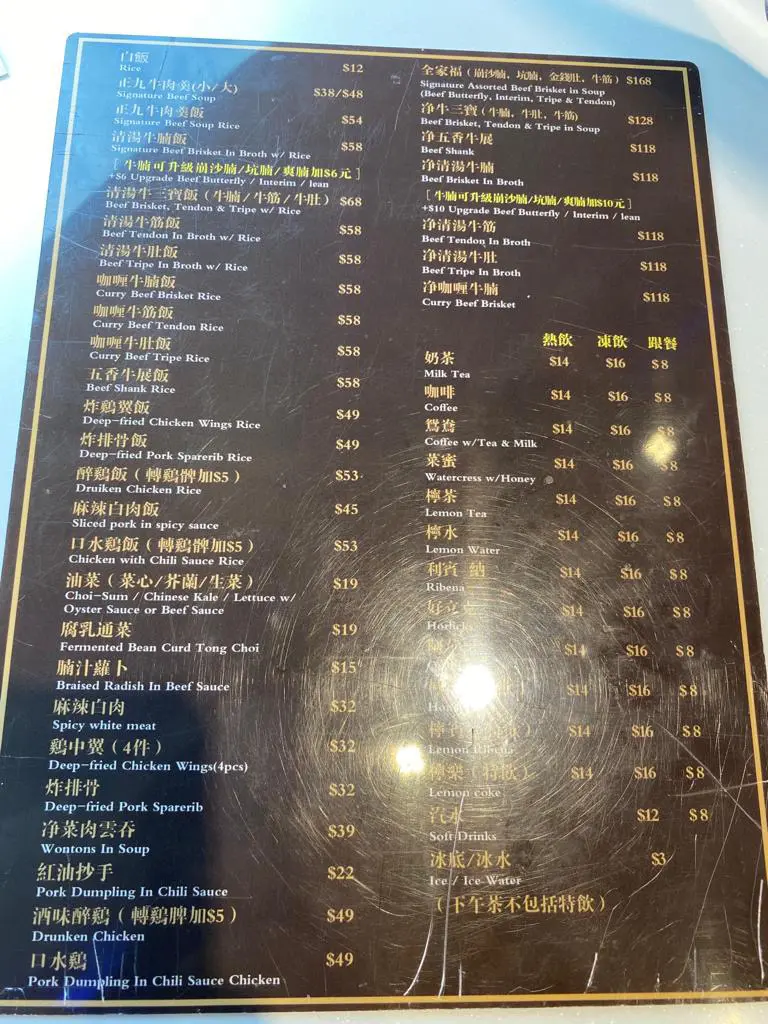 白飯
Rice $12
正九牛肉羹(小/大)
Signature Beef Soup $38/$48
正九牛肉羹飯
Signature Beef Soup Rice $54
清湯牛腩飯
Signature Beef Brisket In Broth w/ Rice $58
[ 牛腩可升級崩沙腩/坑腩/爽腩加$6元 ]
+$6 Upgrade Beef Butterfly / Interim / lean
清湯牛三寶飯 (牛腩/牛筋/牛肚) $68
Beef Brisket, Tendon & Tripe w/ Rice
清湯牛筋飯
Beef Tendon In Broth w/ Rice $58
清湯牛肚飯
Beef Tripe In Broth w/ Rice $58
咖喱牛腩飯
Curry Beef Brisket Rice $58
咖喱牛筋飯
Curry Beef Tendon Rice $58
咖喱牛肚飯
Curry Beef Tripe Rice $58
五香牛展飯
Beef Shank Rice $58
炸鷄翼飯
Deep-fried Chicken Wings Rice $49
炸排骨飯
Deep-fried Pork Sparerib Rice $49
醉鷄飯 ( 轉鷄髀加$5 ) $53
Druiken Chicken Rice
麻辣白肉飯 $45
Sliced pork in spicy sauce
口水鷄飯 ( 轉鷄髀加$5 ) $53
Chicken with Chili Sauce Rice
油菜 ( 菜心/芥蘭/生菜 ) $19
Choi-Sum / Chinese Kale / Lettuce w/
Oyster Sauce or Beef Sauce
腐乳通菜 $19
Fermented Bean Curd Tong Choi
腩汁蘿卜 $15
Braised Radish In Beef Sauce
麻辣白肉 $32
Spicy white meat
鷄中翼 ( 4件 ) $32
Deep-fried Chicken Wings(4pcs)
炸排骨 $32
Deep-fried Pork Sparerib
净菜肉雲吞 $39
Wontons In Soup
紅油抄手 $22
Pork Dumpling In Chili Sauce
酒味醉鷄 ( 轉鷄脾加$5 ) $49
Drunken Chicken
口水鷄 $49
Pork Dumpling In Chili Sauce Chicken
全家福 (崩沙腩, 坑腩, 金錢肚, 牛筋) $168
Signature Assorted Beef Brisket in Soup
(Beef Butterfly, Interim, Tripe & Tendon)
净牛三寶 (牛腩, 牛肚, 牛筋) $128
Beef Brisket, Tendon & Tripe in Soup
净五香牛展 $118
Beef Shank
净清湯牛腩 $118
Beef Brisket In Broth
[ 牛腩可升級崩沙腩/坑腩/爽腩加$10元 ]
+$10 Upgrade Beef Butterfly / Interim / lean
净清湯牛筋 $118
Beef Tendon In Broth
净清湯牛肚 $118
Beef Tripe In Broth
净咖喱牛腩 $118
Curry Beef Brisket
熱飲 凍飲 跟餐
奶茶 $14 $16 $8
Milk Tea
咖啡 $14 $16 $8
Coffee
鴛鴦 $14 $16 $8
Coffee w/Tea & Milk
菜蜜 $14 $16 $8
Watercress w/Honey
檸茶 $14 $16 $8
Lemon Tea
檸水 $14 $16 $8
Lemon Water
利賓 納 $14 $16 $8
Ribena
好立克 $14 $16 $8
Horlicks
$14 $16 $8
$14 $16 $8
$14 $16 $8
Lemon Ribena
檸樂 (特飲) $14 $16 $8
Lemon coke
汽水 $12 $8
Soft Drinks
冰底/冰水 $3
Ice / Ice Water
( 下午茶不包括特飲 )